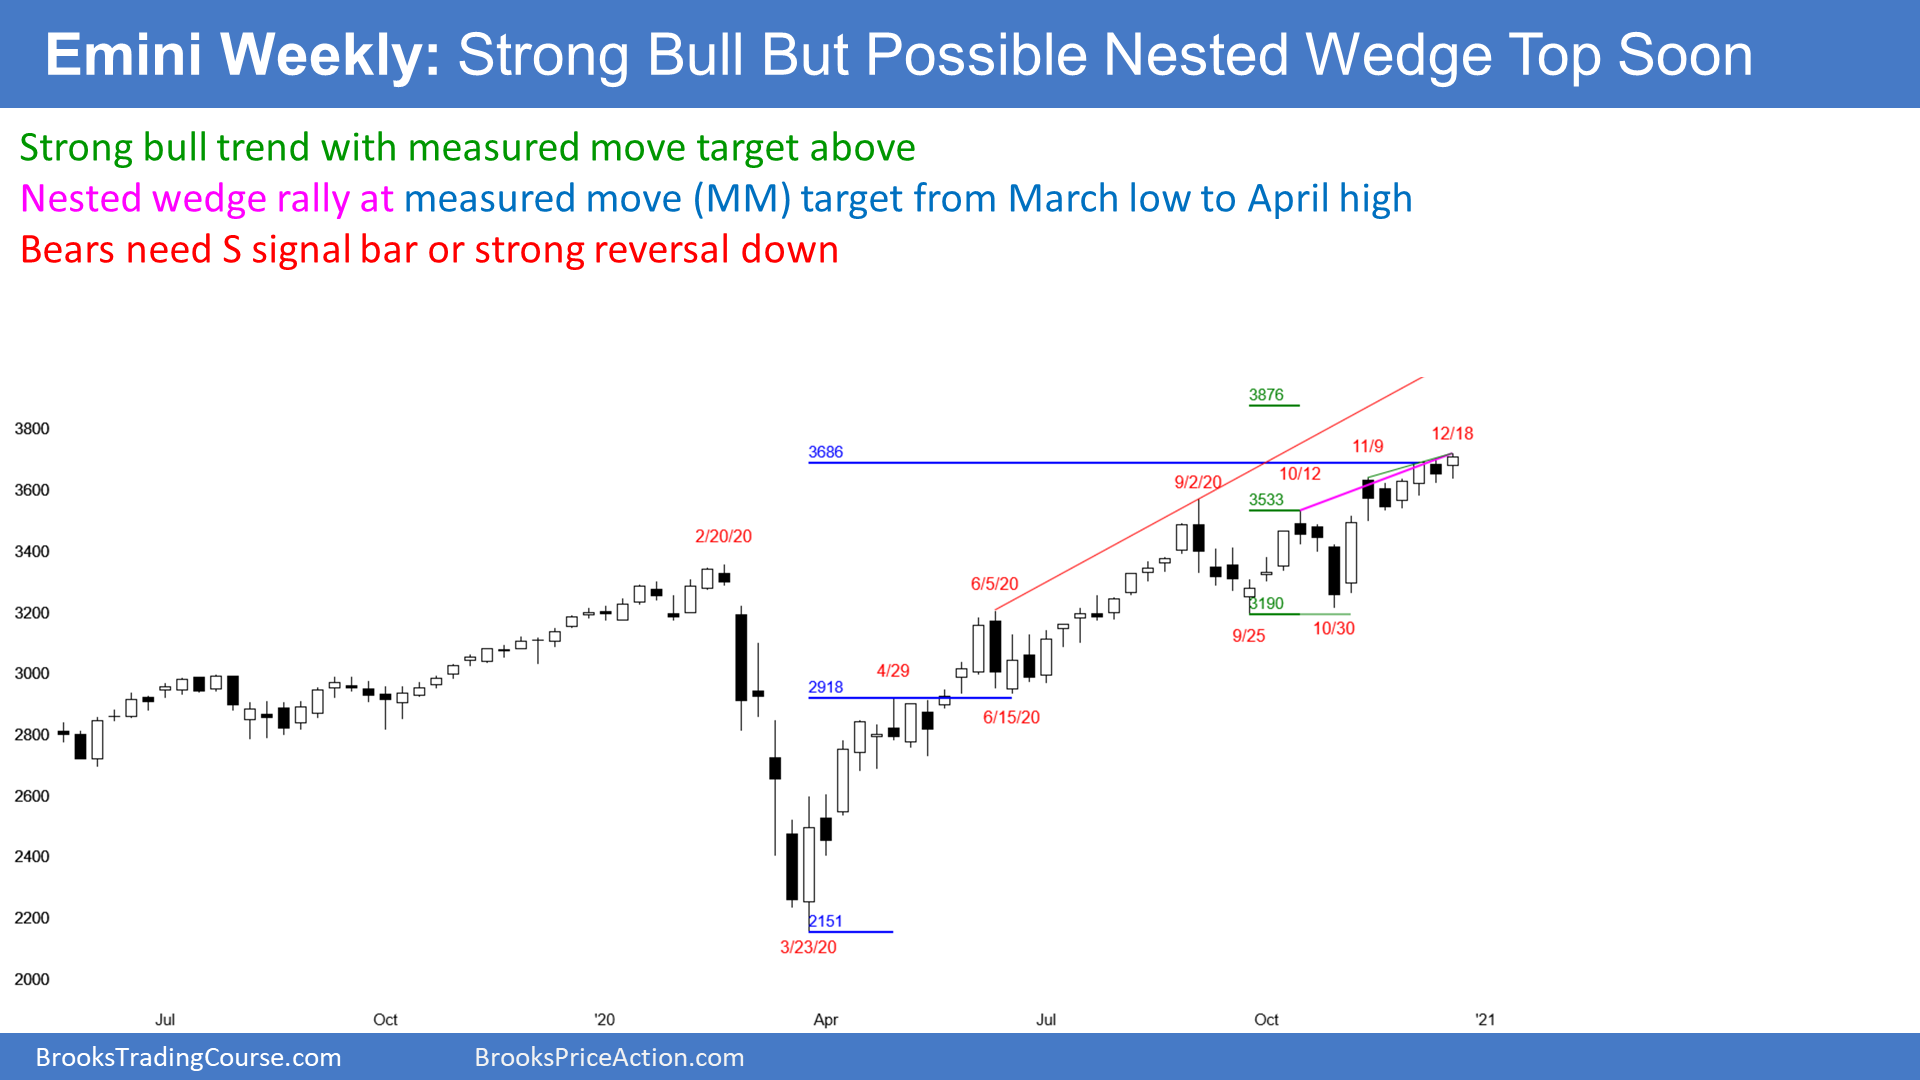 Emini Weekly: Strong Bull But Possible Nested Wedge Top Soon
Strong bull trend with measured move target above
Nested wedge rally at measured move (MM) target from March low to April high
Bears need S signal bar or strong reversal down
3876
3800
12/18
11/9
3686
10/12
9/2/20
3600
3533
3400
2/20/20
6/5/20
3200
3190
10/30
9/25
3000
4/29
2918
6/15/20
2800
2600
2400
2200
2151
3/23/20
2000
Jul
Oct
'20
Apr
Jul
Oct
'21
BrooksTradingCourse.com
BrooksPriceAction.com